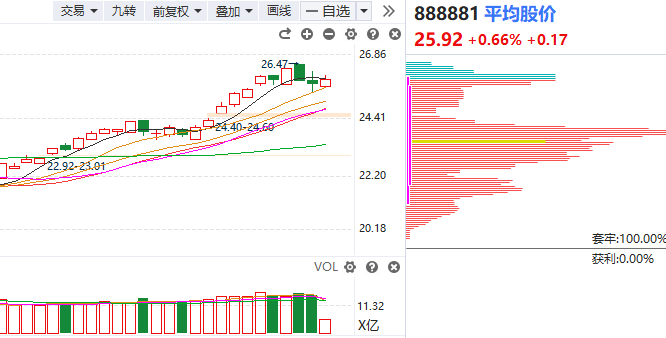 交易 九转 前复权 叠加 画线 一 自选
888881 平均股价
25.92 +0.66% +0.17
26.86
26.47
24.41
24.40-24.60
22.92-23.01
22.20
20.18
套牢:100.00%
获利:0.00%
VOL
11.32
X亿